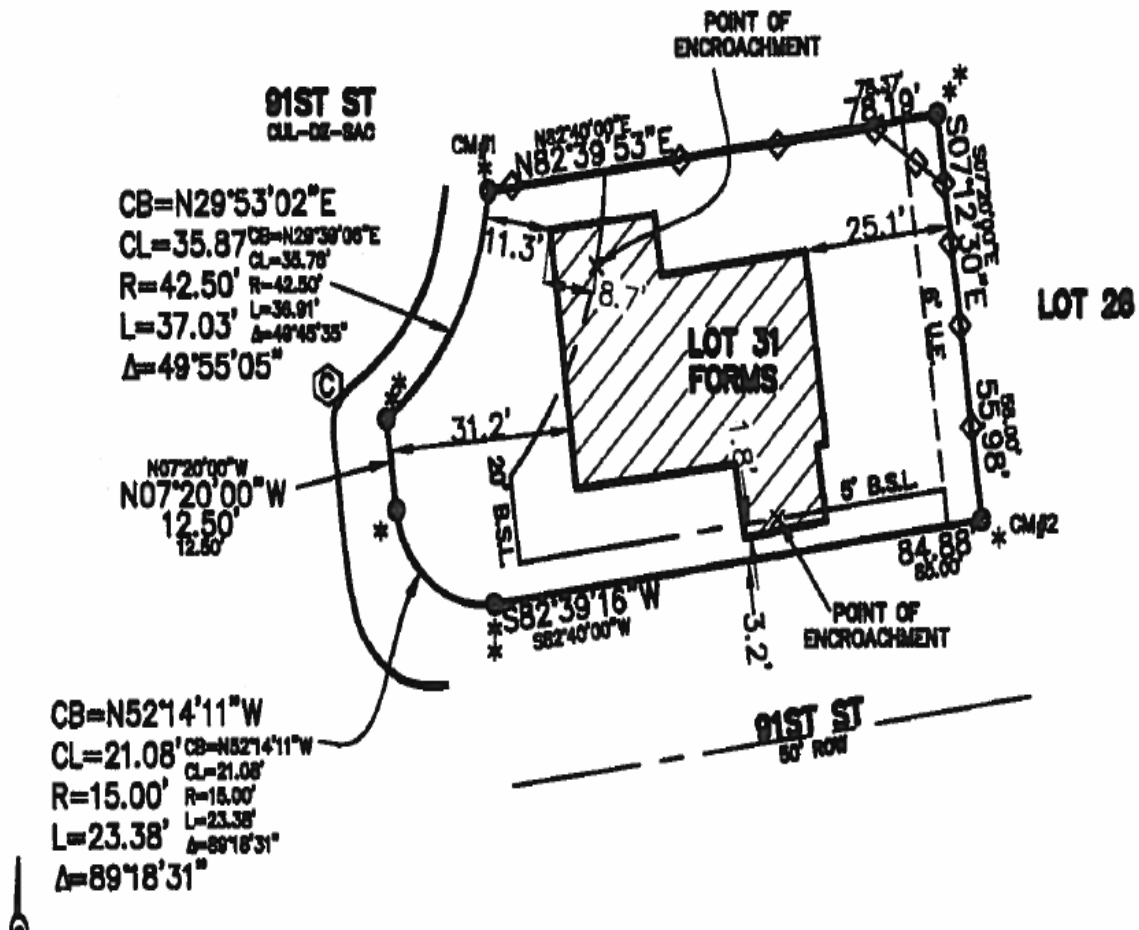 POINT OF
ENCROACHMENT
91ST ST
CUL-DE-SAC
CM#1
N82°40'00"E
N82°39'53"E
78.37'
78.19'
S07°20'00"E
S07°12'30"E
CB=N29°53'02"E
CL=35.87'
R=42.50'
L=37.03'
Δ=49°55'05"
CB=N29°39'06"E
CL=35.76'
R=42.50'
L=36.91'
Δ=49°45'35"
11.3'
8.7'
25.1'
6' U.E.
LOT 28
LOT 31
FORMS
C
31.2'
1.8'
55.98'
55.00'
N07°20'00"W
N07°20'00"W
12.50'
12.50'
20' B.S.L.
5' B.S.L.
CM#2
84.88'
85.00'
S82°39'16"W
S82°40'00"W
3.2'
POINT OF
ENCROACHMENT
91ST ST
50' ROW
CB=N52°14'11"W
CL=21.08'
R=15.00'
L=23.38'
Δ=89°18'31"
CB=N52°14'11"W
CL=21.08'
R=15.00'
L=23.38'
Δ=89°18'31"